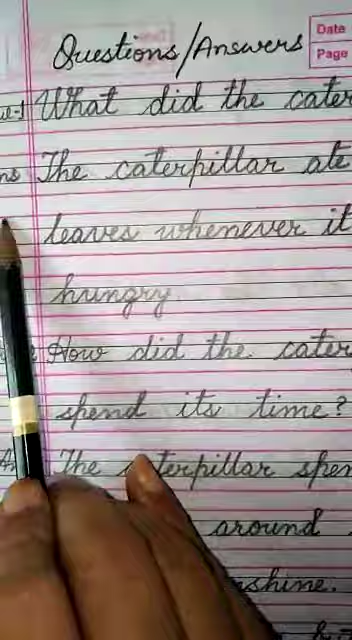 Questions/Answers
Date
Page
What did the cater
The caterpillar ate
leaves whenever it
hungry.
How did the cater
spend its time?
The terpillar spen
around
shine.